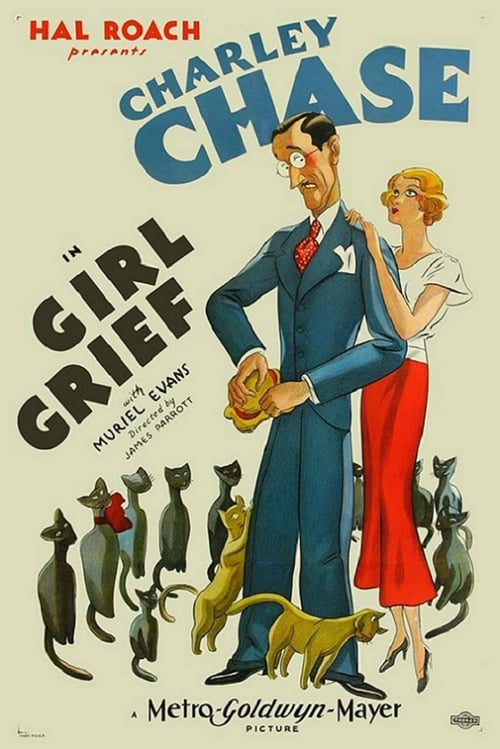 HAL ROACH
presents
CHARLEY
CHASE
IN
GIRL
GRIEF
with
MURIEL EVANS
Directed by
JAMES PARROTT
A Metro-Goldwyn-Mayer
PICTURE